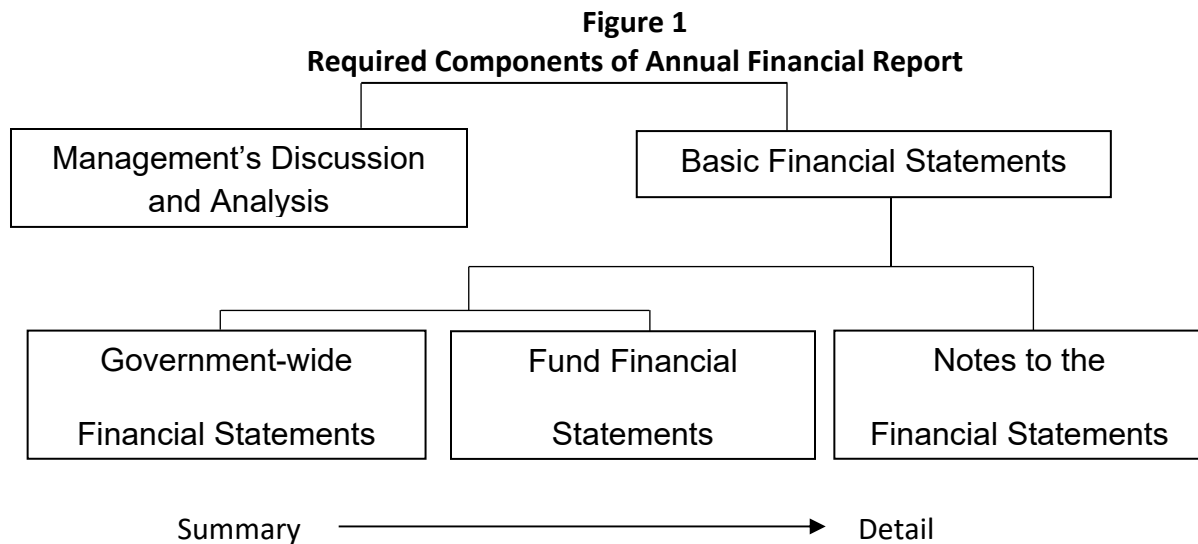 Figure 1
Required Components of Annual Financial Report
Management’s Discussion
and Analysis
Basic Financial Statements
Government-wide
Financial Statements
Fund Financial
Statements
Notes to the
Financial Statements
Summary
Detail